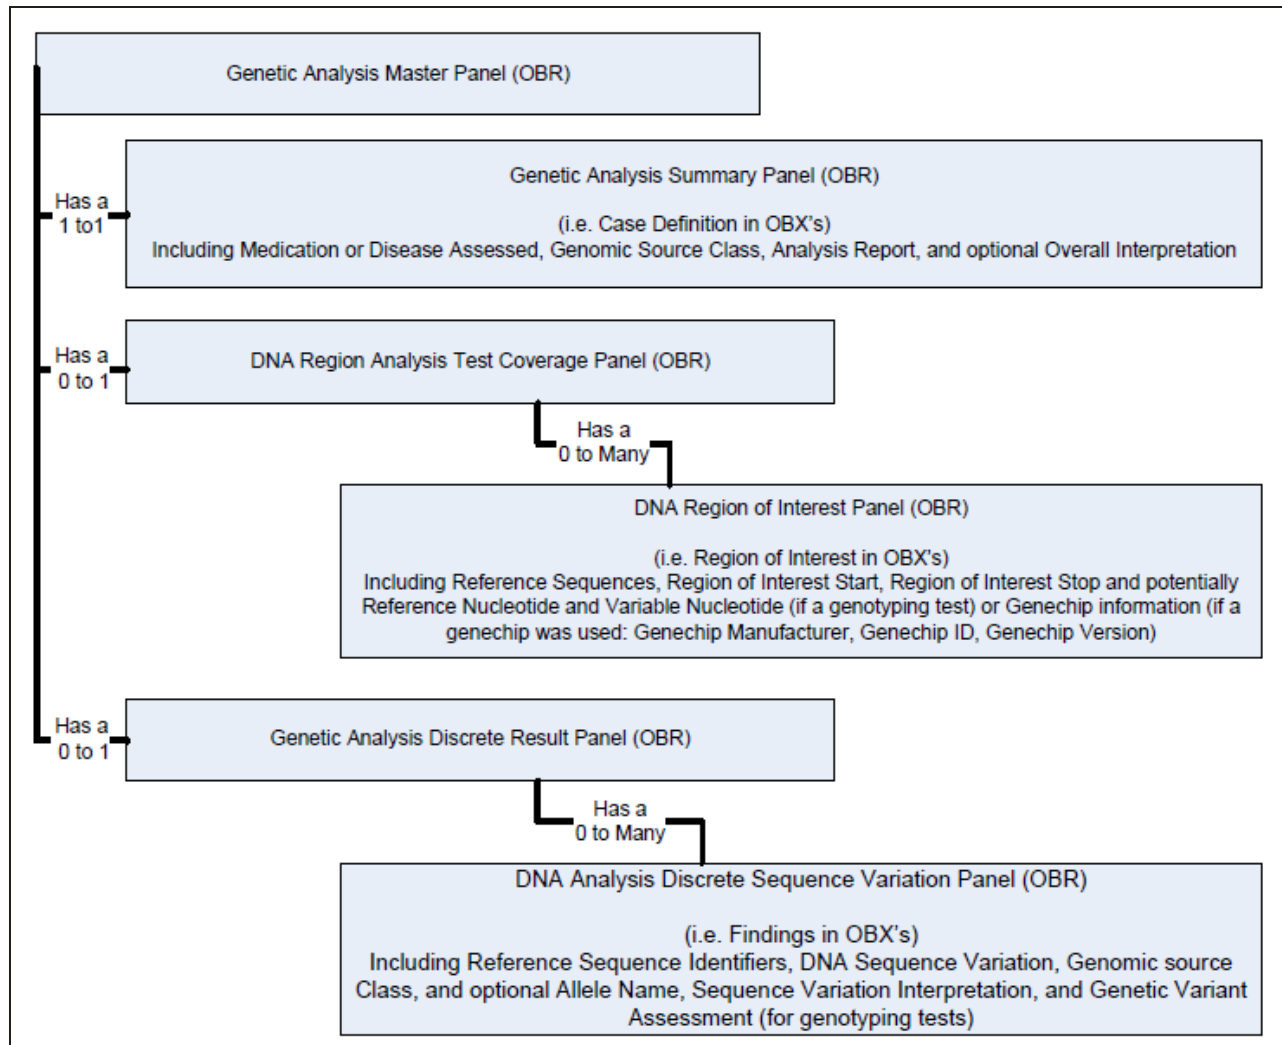 Genetic Analysis Master Panel (OBR)
Has a
1 to1
Genetic Analysis Summary Panel (OBR)
(i.e. Case Definition in OBX's)
Including Medication or Disease Assessed, Genomic Source Class, Analysis Report, and optional Overall Interpretation
Has a
0 to 1
DNA Region Analysis Test Coverage Panel (OBR)
Has a
0 to Many
DNA Region of Interest Panel (OBR)
(i.e. Region of Interest in OBX's)
Including Reference Sequences, Region of Interest Start, Region of Interest Stop and potentially
Reference Nucleotide and Variable Nucleotide (if a genotyping test) or Genechip information (if a
genechip was used: Genechip Manufacturer, Genechip ID, Genechip Version)
Has a
0 to 1
Genetic Analysis Discrete Result Panel (OBR)
Has a
0 to Many
DNA Analysis Discrete Sequence Variation Panel (OBR)
(i.e. Findings in OBX's)
Including Reference Sequence Identifiers, DNA Sequence Variation, Genomic source
Class, and optional Allele Name, Sequence Variation Interpretation, and Genetic Variant
Assessment (for genotyping tests)